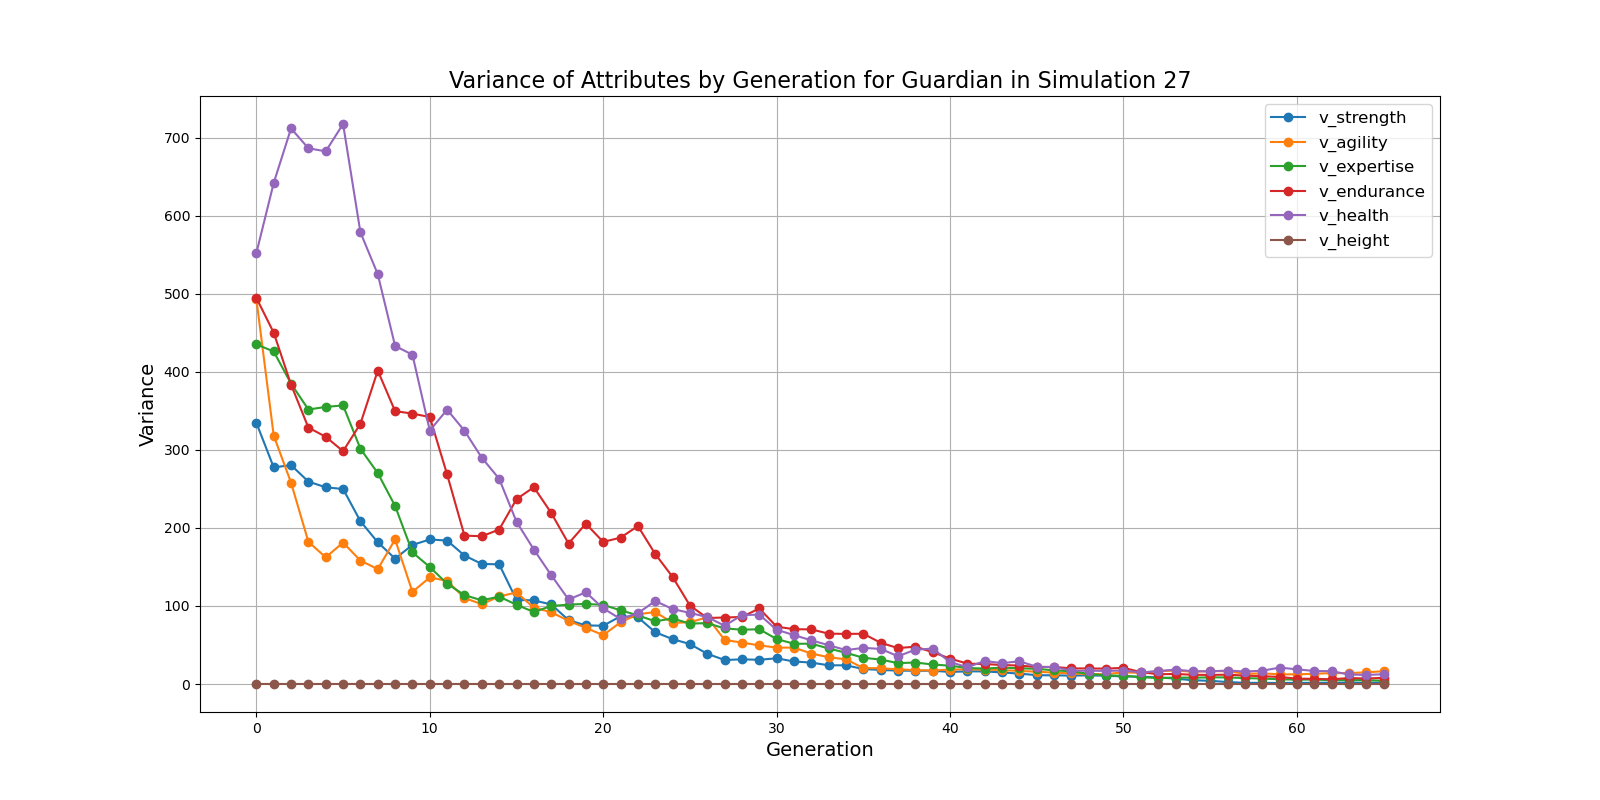 Variance of Attributes by Generation for Guardian in Simulation 27
v_strength
v_agility
v_expertise
v_endurance
v_health
v_height
Variance
700
600
500
400
300
200
100
0
0 10 20 30 40 50 60
Generation